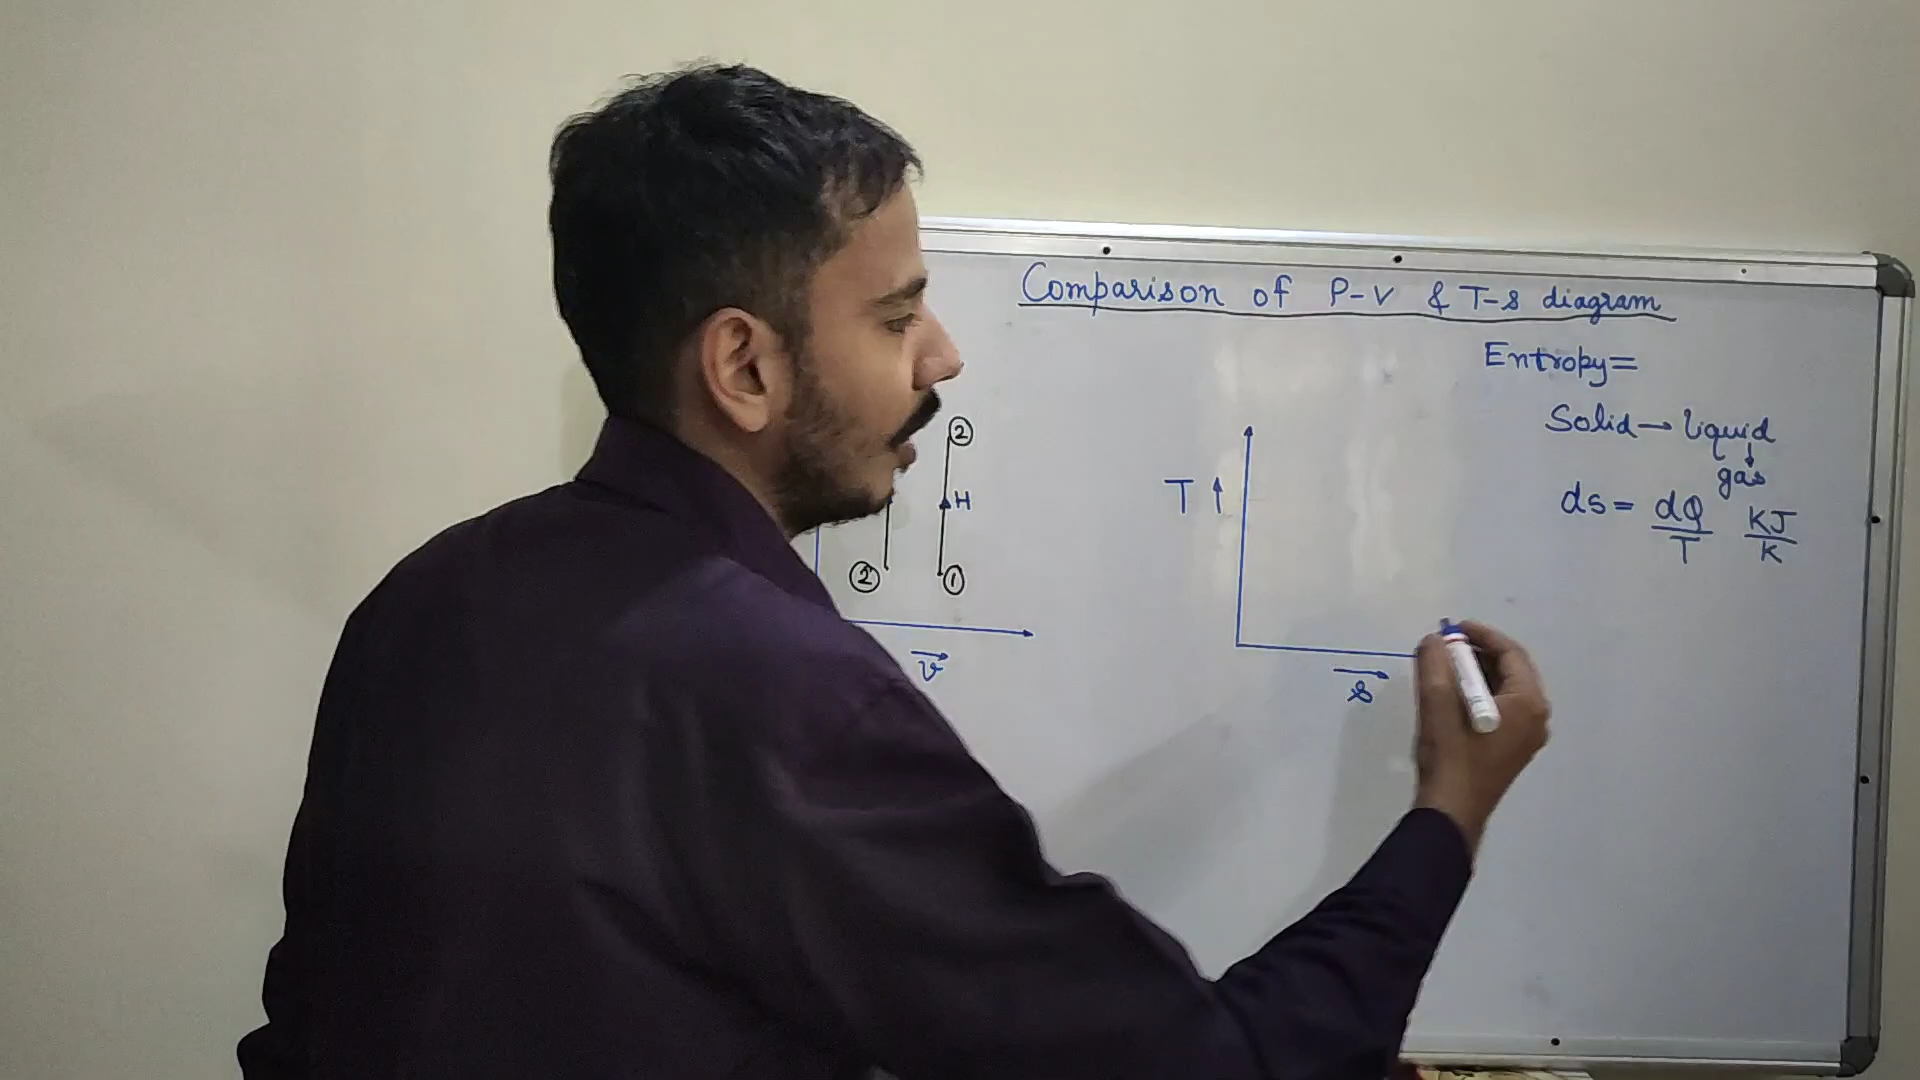 Comparison of P-V & T-s diagram
Entropy=
Solid → liquid
↓
gas
ds = dQ/T KJ/K
② 
H
② ①
v
T ↑
s